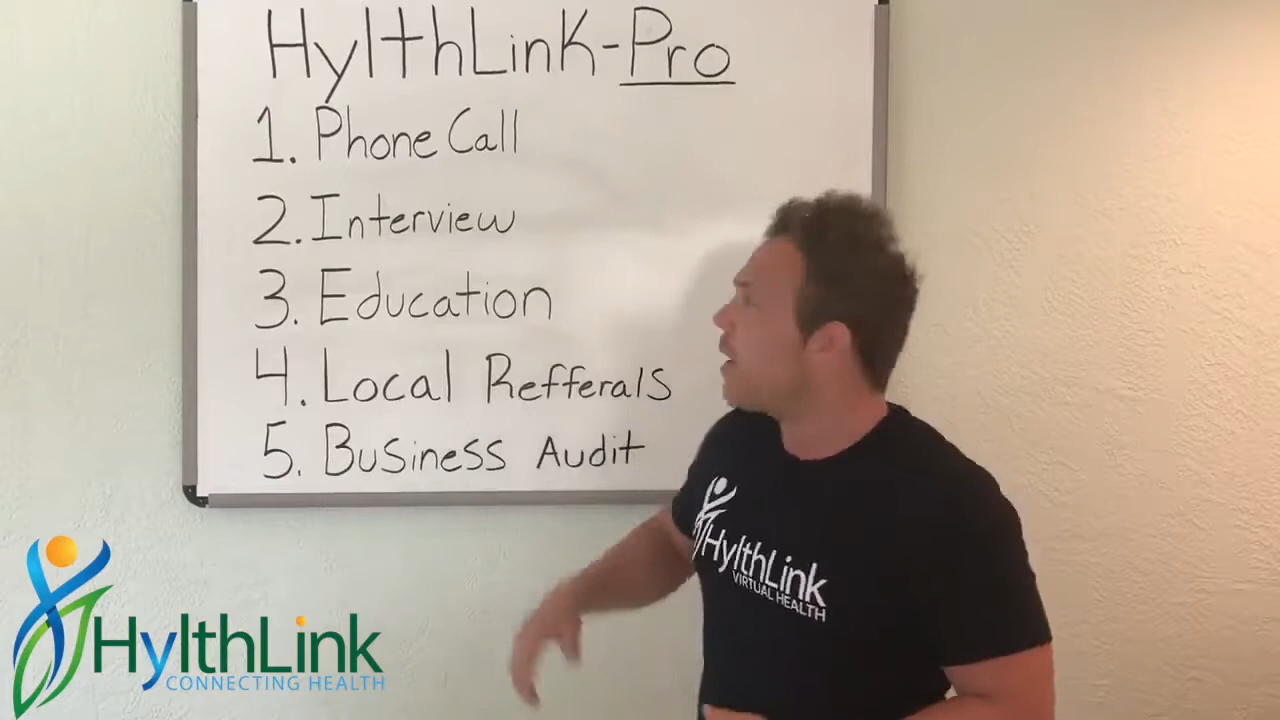 HylthLink-Pro
1. Phone Call
2. Interview
3. Education
4. Local Refferals
5. Business Audit
HylthLink
VIRTUAL HEALTH
HylthLink
CONNECTING HEALTH